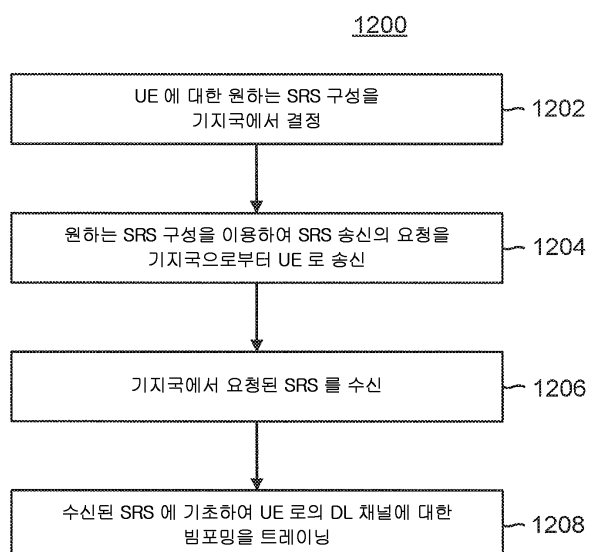 1200
UE 에 대한 원하는 SRS 구성을
기지국에서 결정
1202
원하는 SRS 구성을 이용하여 SRS 송신의 요청을
기지국으로부터 UE 로 송신
1204
기지국에서 요청된 SRS 를 수신
1206
수신된 SRS 에 기초하여 UE 로의 DL 채널에 대한
빔포밍을 트레이닝
1208